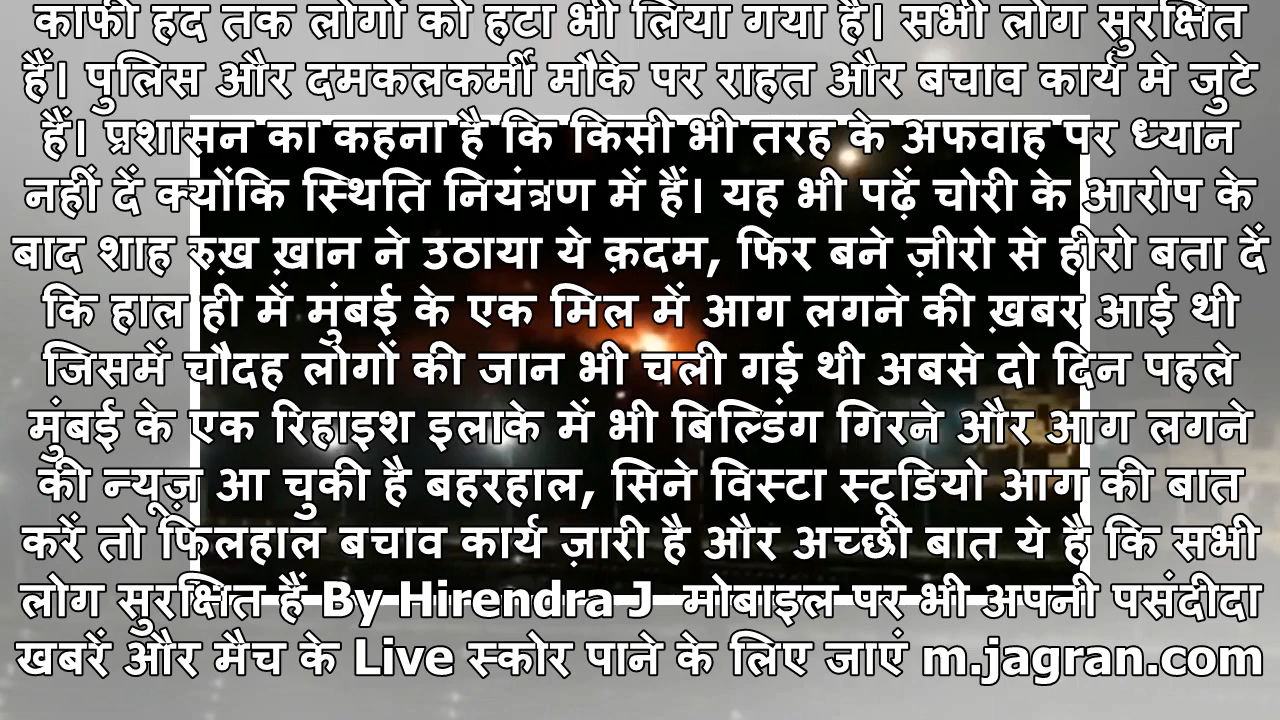 काफी हद तक लोगों को हटा भी लिया गया है। सभी लोग सुरक्षित
हैं। पुलिस और दमकलकर्मी मौके पर राहत और बचाव कार्य मे जुटे
हैं। प्रशासन का कहना है कि किसी भी तरह के अफवाह पर ध्यान
नहीं दें क्योंकि स्थिति नियंत्रण में हैं। यह भी पढ़ें चोरी के आरोप के
बाद शाह रुख़ ख़ान ने उठाया ये क़दम, फिर बने ज़ीरो से हीरो बता दें
कि हाल ही में मुंबई के एक मिल में आग लगने की ख़बर आई थी
जिसमें चौदह लोगों की जान भी चली गई थी अबसे दो दिन पहले
मुंबई के एक रिहाइश इलाके में भी बिल्डिंग गिरने और आग लगने
की न्यूज़ आ चुकी है बहरहाल, सिने विस्टा स्टूडियो आग की बात
करें तो फिलहाल बचाव कार्य ज़ारी है और अच्छी बात ये है कि सभी
लोग सुरक्षित हैं By Hirendra J मोबाइल पर भी अपनी पसंदीदा
खबरें और मैच के Live स्कोर पाने के लिए जाएं m.jagran.com